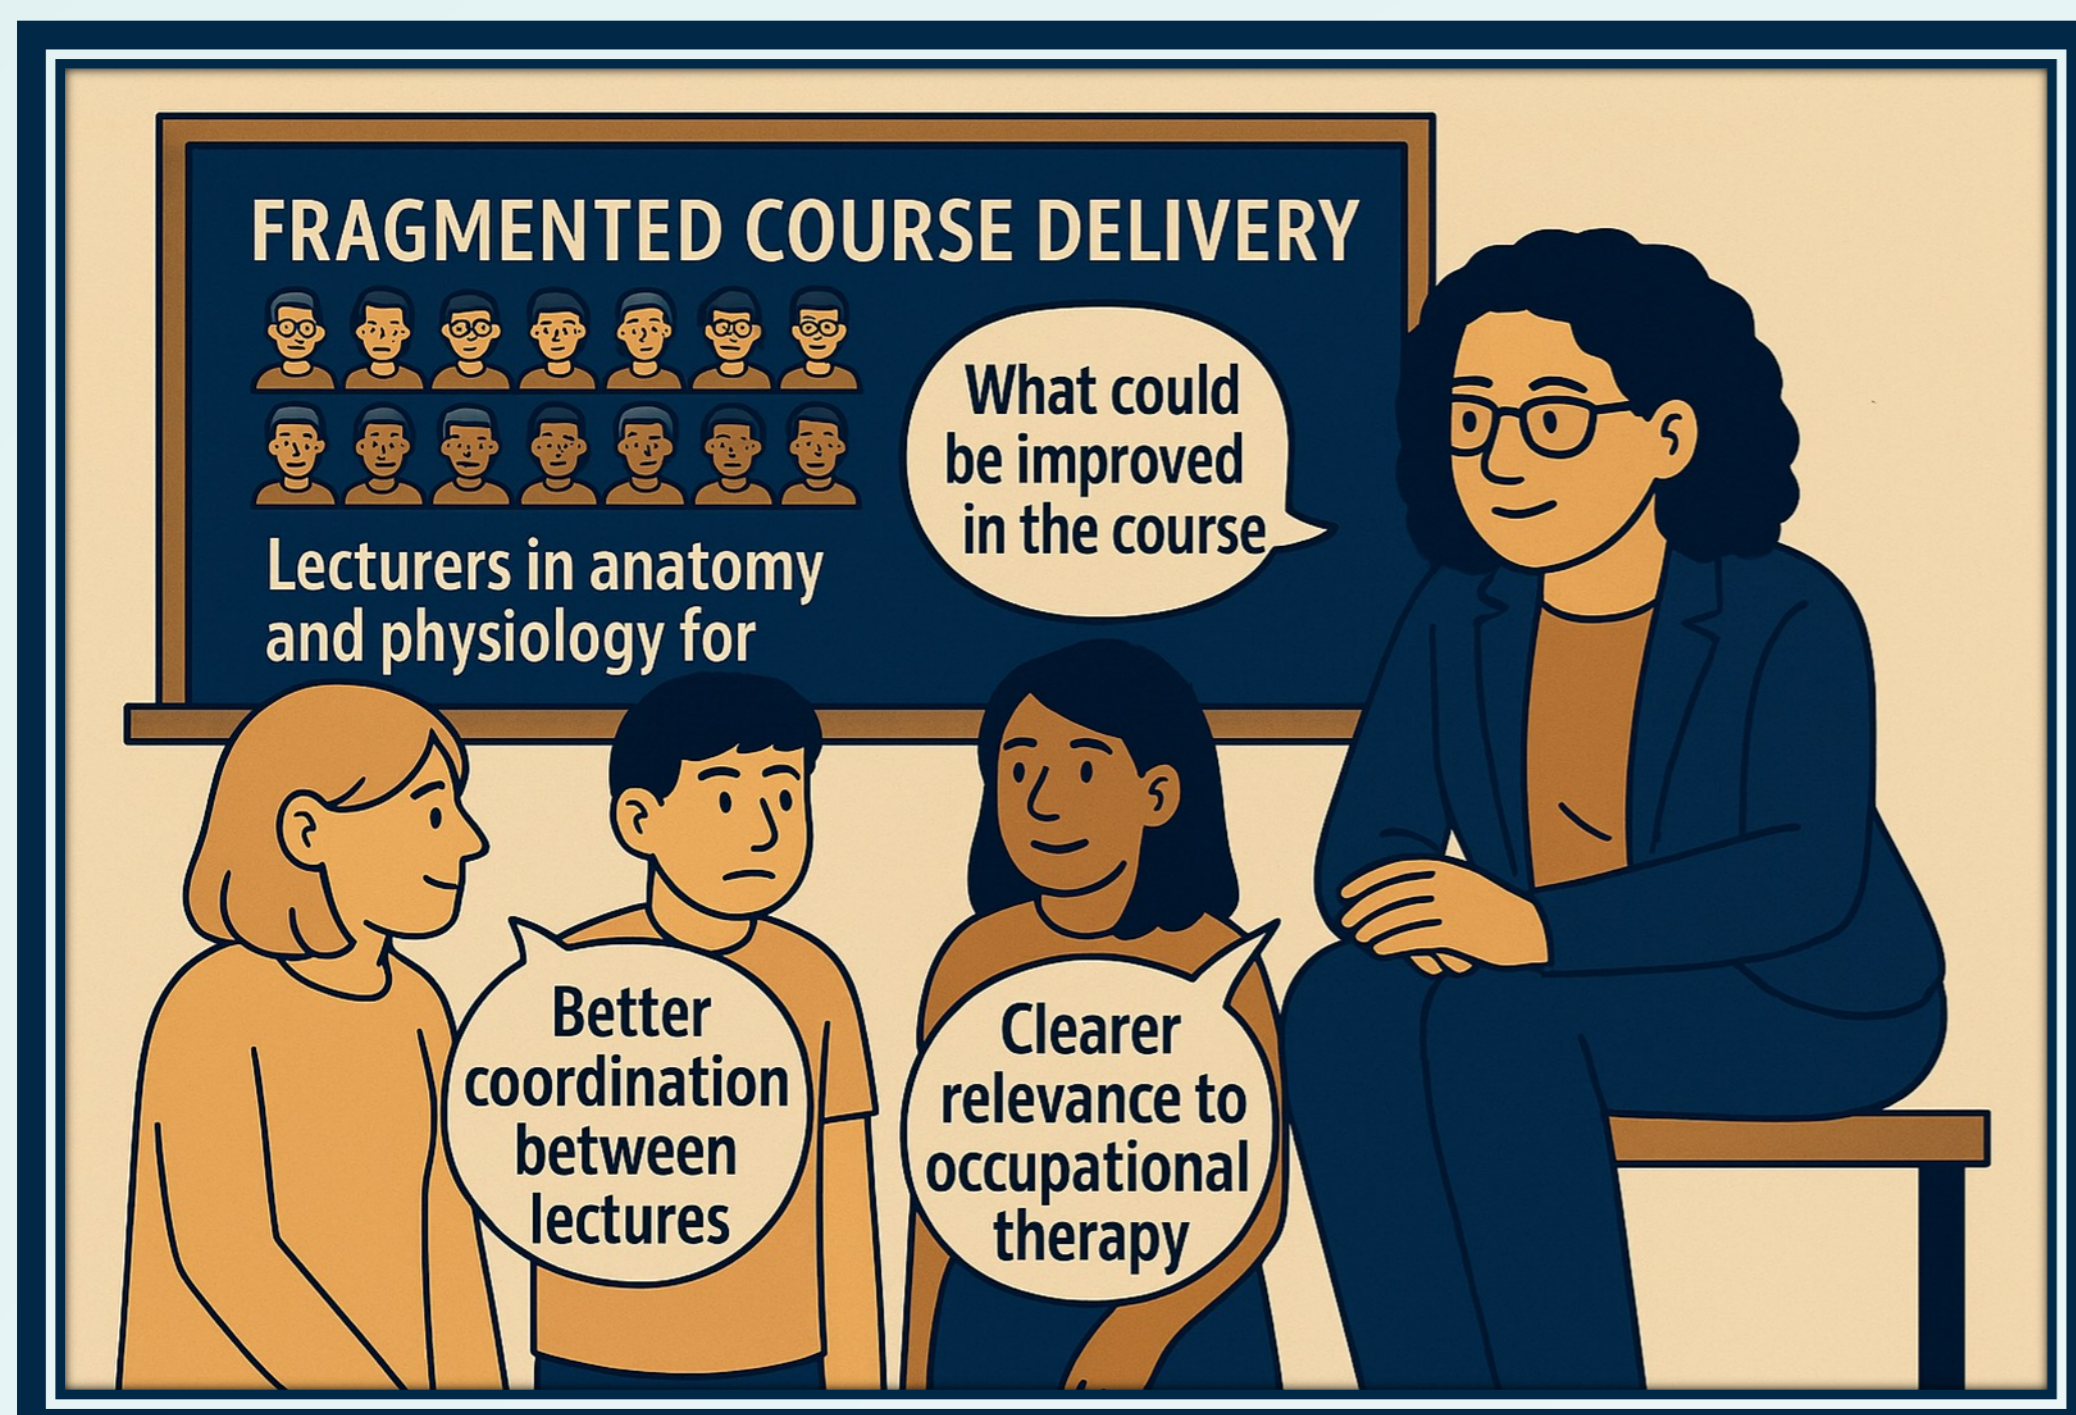 FRAGMENTED COURSE DELIVERY
Lecturers in anatomy
and physiology for
What could
be improved
in the course
Better
coordination
between
lectures
Clearer
relevance to
occupational
therapy